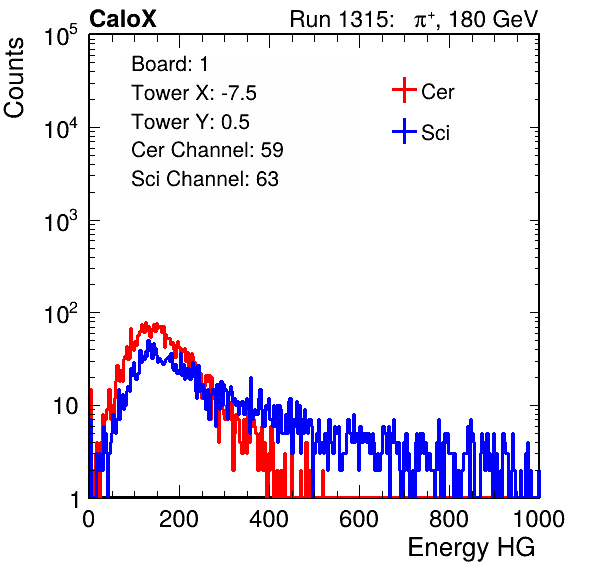 CaloX Run 1315: π⁺, 180 GeV
Counts
10⁵
10⁴
10³
10²
10
1
Board: 1
Tower X: -7.5
Tower Y: 0.5
Cer Channel: 59
Sci Channel: 63
Cer
Sci
0 200 400 600 800 1000
Energy HG